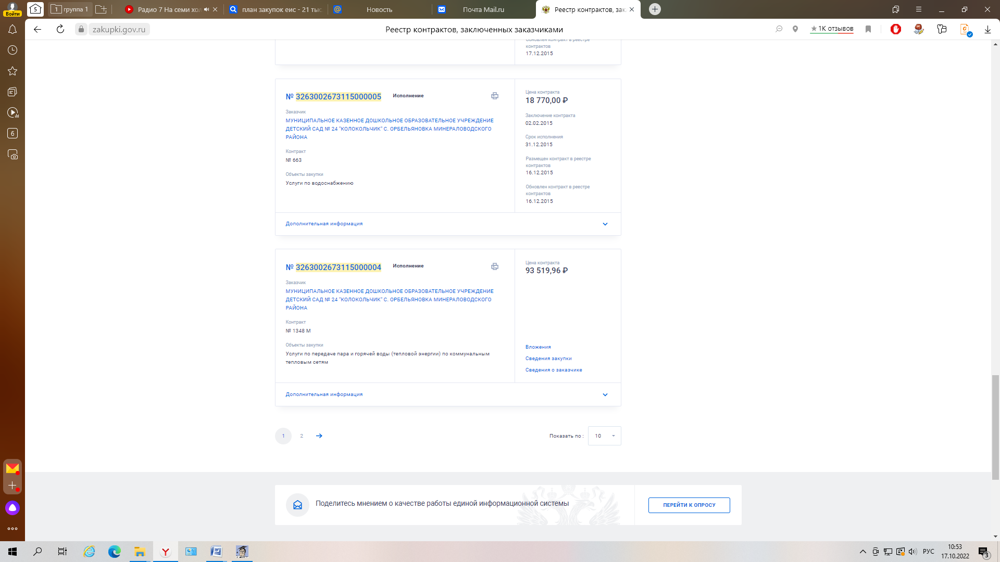 5
1 группа 1
Радио 7 На семи хол
план закупок еис - 21 тыс
Новость
Почта Mail.ru
Реестр контрактов, зак
Войти
zakupki.gov.ru
Реестр контрактов, заключенных заказчиками
★ 1К отзывов
6
Обновлен контракт в реестре
контрактов
17.12.2015
№ 3263002673115000005
Исполнение
Заказчик
МУНИЦИПАЛЬНОЕ КАЗЕННОЕ ДОШКОЛЬНОЕ ОБРАЗОВАТЕЛЬНОЕ УЧРЕЖДЕНИЕ
ДЕТСКИЙ САД № 24 "КОЛОКОЛЬЧИК" С. ОРБЕЛЬЯНОВКА МИНЕРАЛОВОДСКОГО
РАЙОНА
Контракт
№ 663
Объекты закупки
Услуги по водоснабжению
Цена контракта
18 770,00 ₽
Заключение контракта
02.02.2015
Срок исполнения
31.12.2015
Размещен контракт в реестре
контрактов
16.12.2015
Обновлен контракт в реестре
контрактов
16.12.2015
Дополнительная информация
№ 3263002673115000004
Исполнение
Заказчик
МУНИЦИПАЛЬНОЕ КАЗЕННОЕ ДОШКОЛЬНОЕ ОБРАЗОВАТЕЛЬНОЕ УЧРЕЖДЕНИЕ
ДЕТСКИЙ САД № 24 "КОЛОКОЛЬЧИК" С. ОРБЕЛЬЯНОВКА МИНЕРАЛОВОДСКОГО
РАЙОНА
Контракт
№ 1348 М
Объекты закупки
Услуги по передаче пара и горячей воды (тепловой энергии) по коммунальным
тепловым сетям
Цена контракта
93 519,96 ₽
Вложения
Сведения закупки
Сведения о заказчике
Дополнительная информация
1 2
Показать по : 10
Поделитесь мнением о качестве работы единой информационной системы
ПЕРЕЙТИ К ОПРОСУ
РУС
10:53
17.10.2022
3